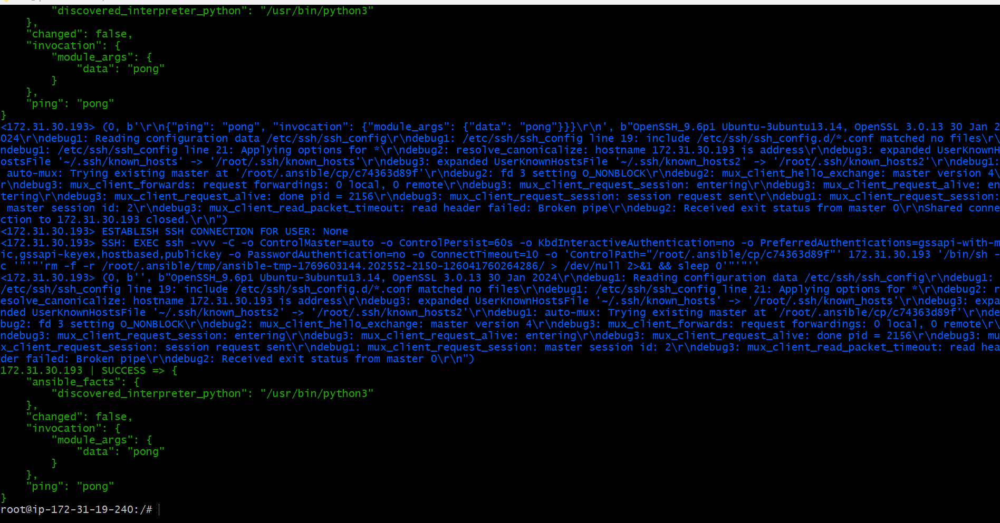 "discovered_interpreter_python": "/usr/bin/python3"
    },
    "changed": false,
    "invocation": {
        "module_args": {
            "data": "pong"
        }
    },
    "ping": "pong"
}
<172.31.30.193> (0, b'\r\n{"ping": "pong", "invocation": {"module_args": {"data": "pong"}}}\r\n', b"OpenSSH_9.6p1 Ubuntu-3ubuntu13.14, OpenSSL 3.0.13 30 Jan 2
024\r\ndebug1: Reading configuration data /etc/ssh/ssh_config\r\ndebug1: /etc/ssh/ssh_config line 19: include /etc/ssh/ssh_config.d/*.conf matched no files\r\
ndebug1: /etc/ssh/ssh_config line 21: Applying options for *\r\ndebug2: resolve_canonicalize: hostname 172.31.30.193 is address\r\ndebug3: expanded UserKnownH
ostsFile '~/.ssh/known_hosts' -> '/root/.ssh/known_hosts'\r\ndebug3: expanded UserKnownHostsFile '~/.ssh/known_hosts2' -> '/root/.ssh/known_hosts2'\r\ndebug1:
 auto-mux: Trying existing master at '/root/.ansible/cp/c74363d89f'\r\ndebug2: fd 3 setting O_NONBLOCK\r\ndebug2: mux_client_hello_exchange: master version 4\
r\ndebug3: mux_client_forwards: request forwardings: 0 local, 0 remote\r\ndebug3: mux_client_request_session: entering\r\ndebug3: mux_client_request_alive: en
tering\r\ndebug3: mux_client_request_alive: done pid = 2156\r\ndebug3: mux_client_request_session: session request sent\r\ndebug1: mux_client_request_session:
 master session id: 2\r\ndebug3: mux_client_read_packet_timeout: read header failed: Broken pipe\r\ndebug2: Received exit status from master 0\r\nShared conne
ction to 172.31.30.193 closed.\r\n")
<172.31.30.193> ESTABLISH SSH CONNECTION FOR USER: None
<172.31.30.193> SSH: EXEC ssh -vvv -C -o ControlMaster=auto -o ControlPersist=60s -o KbdInteractiveAuthentication=no -o PreferredAuthentications=gssapi-with-m
ic,gssapi-keyex,hostbased,publickey -o PasswordAuthentication=no -o ConnectTimeout=10 -o 'ControlPath="/root/.ansible/cp/c74363d89f"' 172.31.30.193 '/bin/sh -
c '"'"'rm -f -r /root/.ansible/tmp/ansible-tmp-1769603144.202552-2150-126041760264286/ > /dev/null 2>&1 && sleep 0'"'"''
<172.31.30.193> (0, b'', b"OpenSSH_9.6p1 Ubuntu-3ubuntu13.14, OpenSSL 3.0.13 30 Jan 2024\r\ndebug1: Reading configuration data /etc/ssh/ssh_config\r\ndebug1:
/etc/ssh/ssh_config line 19: include /etc/ssh/ssh_config.d/*.conf matched no files\r\ndebug1: /etc/ssh/ssh_config line 21: Applying options for *\r\ndebug2: r
esolve_canonicalize: hostname 172.31.30.193 is address\r\ndebug3: expanded UserKnownHostsFile '~/.ssh/known_hosts' -> '/root/.ssh/known_hosts'\r\ndebug3: expa
nded UserKnownHostsFile '~/.ssh/known_hosts2' -> '/root/.ssh/known_hosts2'\r\ndebug1: auto-mux: Trying existing master at '/root/.ansible/cp/c74363d89f'\r\nde
bug2: fd 3 setting O_NONBLOCK\r\ndebug2: mux_client_hello_exchange: master version 4\r\ndebug3: mux_client_forwards: request forwardings: 0 local, 0 remote\r\
ndebug3: mux_client_request_session: entering\r\ndebug3: mux_client_request_alive: entering\r\ndebug3: mux_client_request_alive: done pid = 2156\r\ndebug3: mu
x_client_request_session: session request sent\r\ndebug1: mux_client_request_session: master session id: 2\r\ndebug3: mux_client_read_packet_timeout: read hea
der failed: Broken pipe\r\ndebug2: Received exit status from master 0\r\n")
172.31.30.193 | SUCCESS => {
    "ansible_facts": {
        "discovered_interpreter_python": "/usr/bin/python3"
    },
    "changed": false,
    "invocation": {
        "module_args": {
            "data": "pong"
        }
    },
    "ping": "pong"
}
root@ip-172-31-19-240:/#